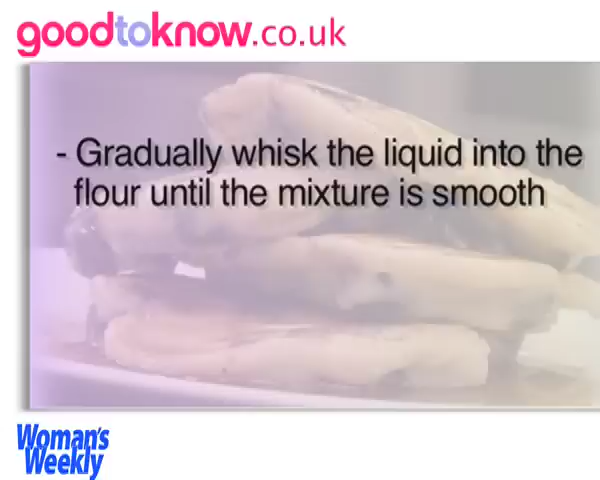 goodtoknow.co.uk
- Gradually whisk the liquid into the
flour until the mixture is smooth
Woman's
Weekly